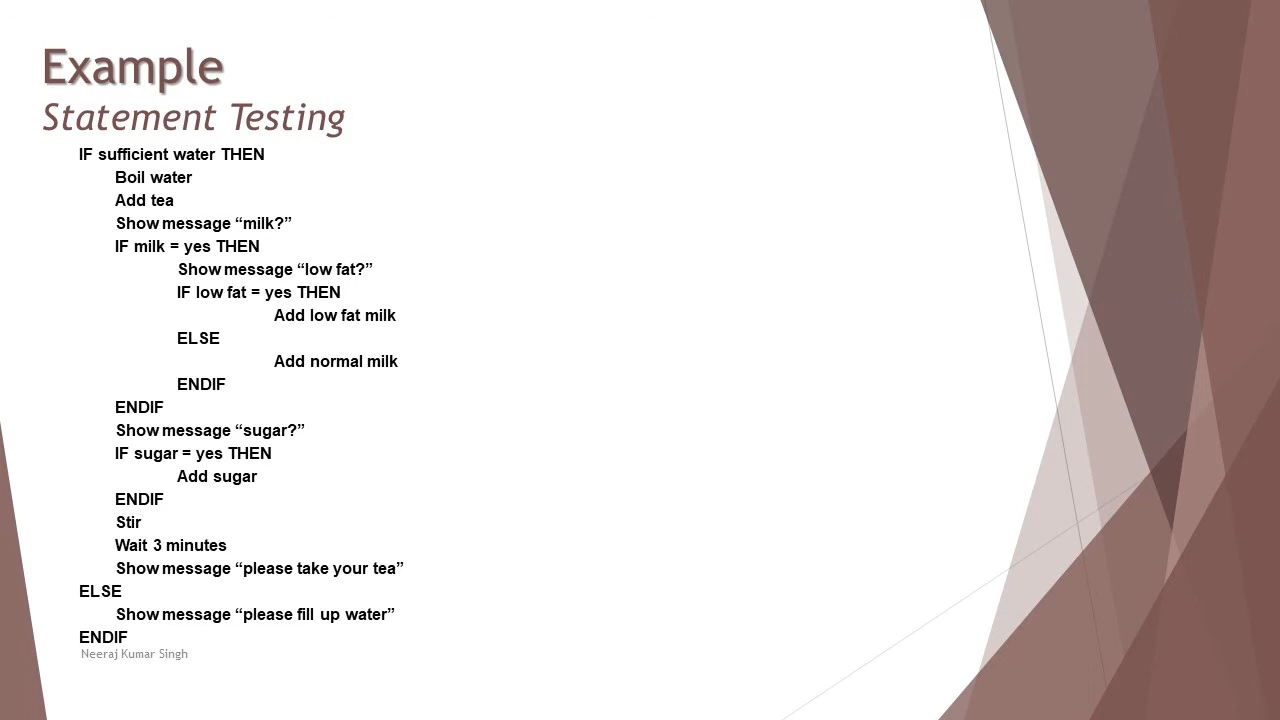 Example
Statement Testing
IF sufficient water THEN
Boil water
Add tea
Show message “milk?”
IF milk = yes THEN
Show message “low fat?”
IF low fat = yes THEN
Add low fat milk
ELSE
Add normal milk
ENDIF
ENDIF
Show message “sugar?”
IF sugar = yes THEN
Add sugar
ENDIF
Stir
Wait 3 minutes
Show message “please take your tea”
ELSE
Show message “please fill up water”
ENDIF
Neeraj Kumar Singh